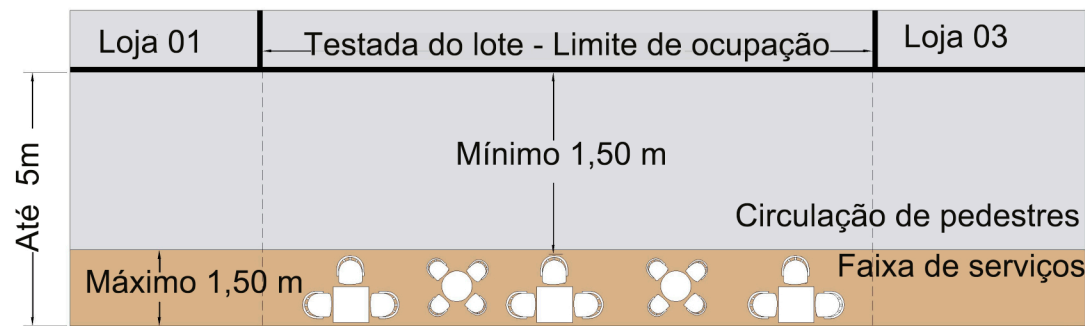 Loja 01
Testada do lote - Limite de ocupação
Loja 03
Até 5m
Mínimo 1,50 m
Circulação de pedestres
Faixa de serviços
Máximo 1,50 m